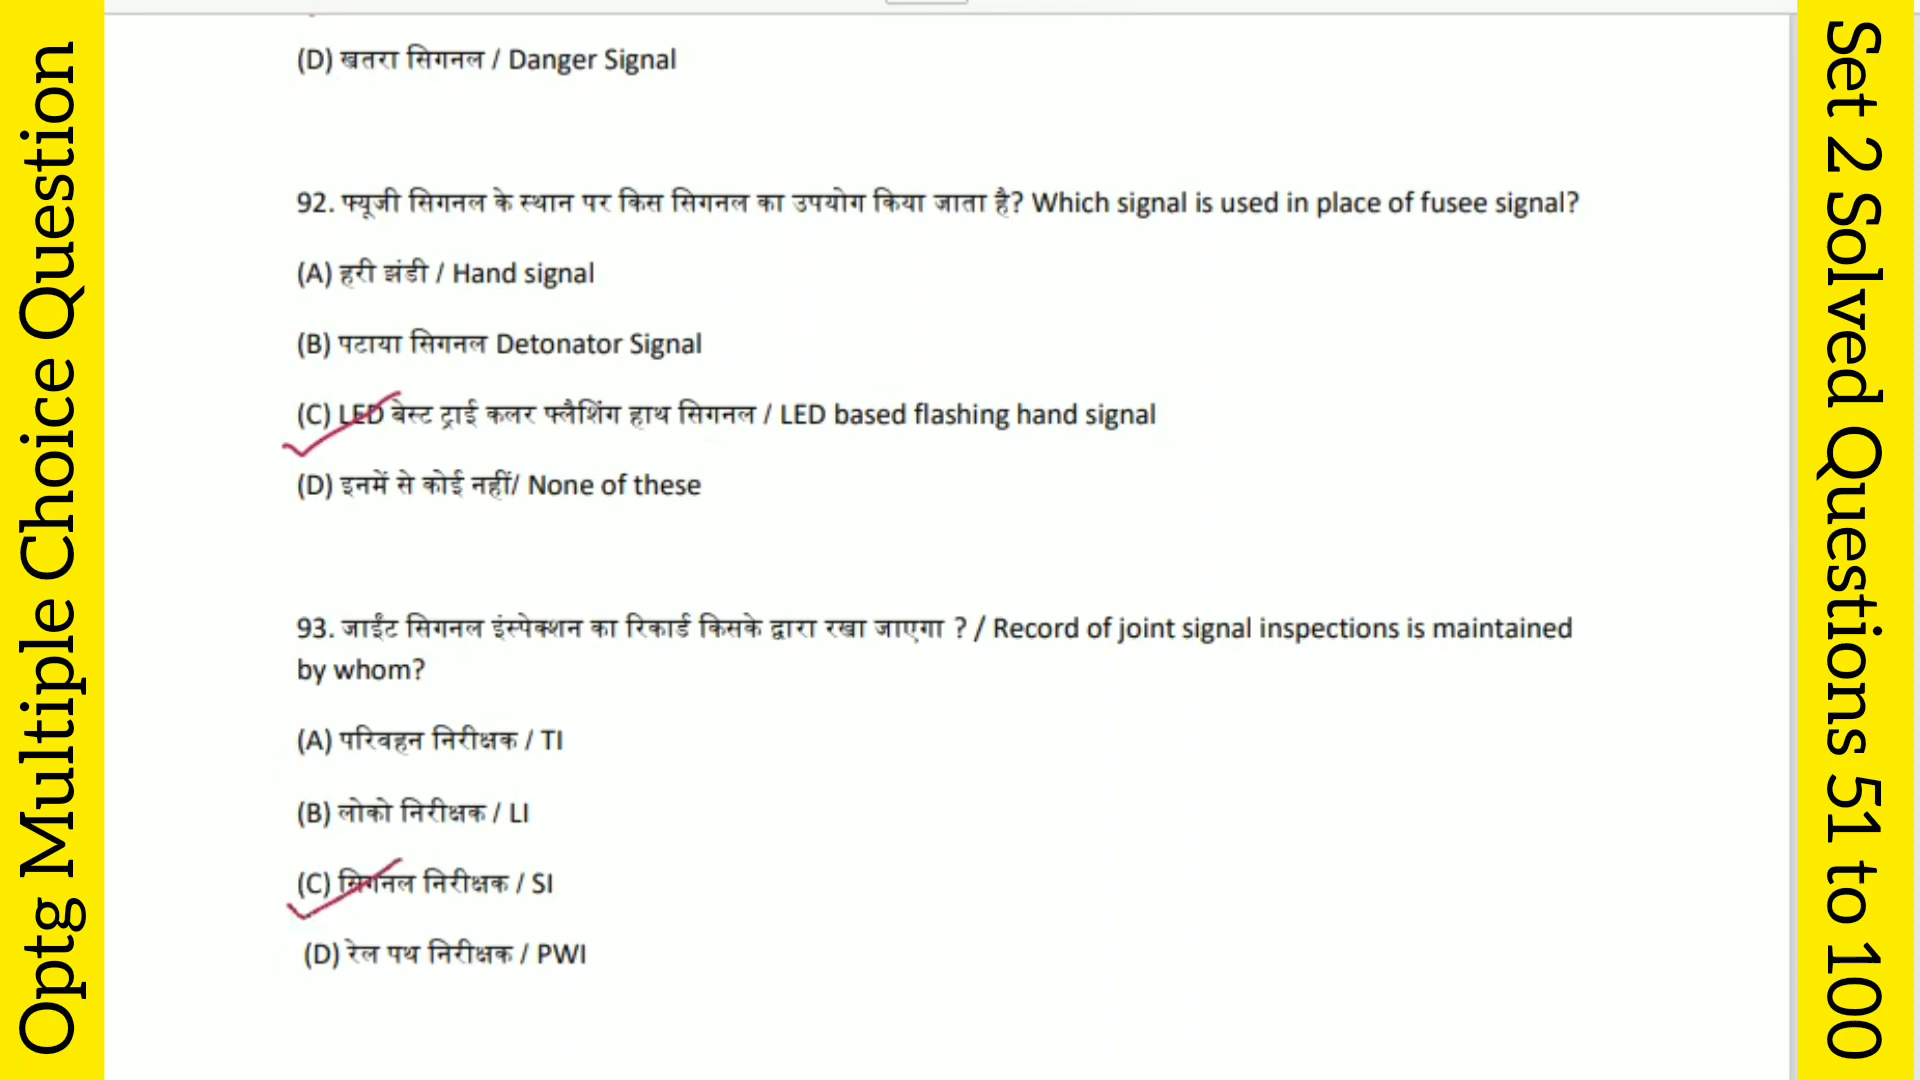 Optg Multiple Choice Question
(D) खतरा सिगनल / Danger Signal
92. फ्यूजी सिगनल के स्थान पर किस सिगनल का उपयोग किया जाता है? Which signal is used in place of fusee signal?
(A) हरी झंडी / Hand signal
(B) पटाया सिगनल Detonator Signal
(C) LED बेस्ट ट्राई कलर फ्लैशिंग हाथ सिगनल / LED based flashing hand signal
(D) इनमें से कोई नहीं/ None of these
93. जाईंट सिगनल इंस्पेक्शन का रिकार्ड किसके द्वारा रखा जाएगा ? / Record of joint signal inspections is maintained
by whom?
(A) परिवहन निरीक्षक / TI
(B) लोको निरीक्षक / LI
(C) सिगनल निरीक्षक / SI
(D) रेल पथ निरीक्षक / PWI
Set 2 Solved Questions 51 to 100